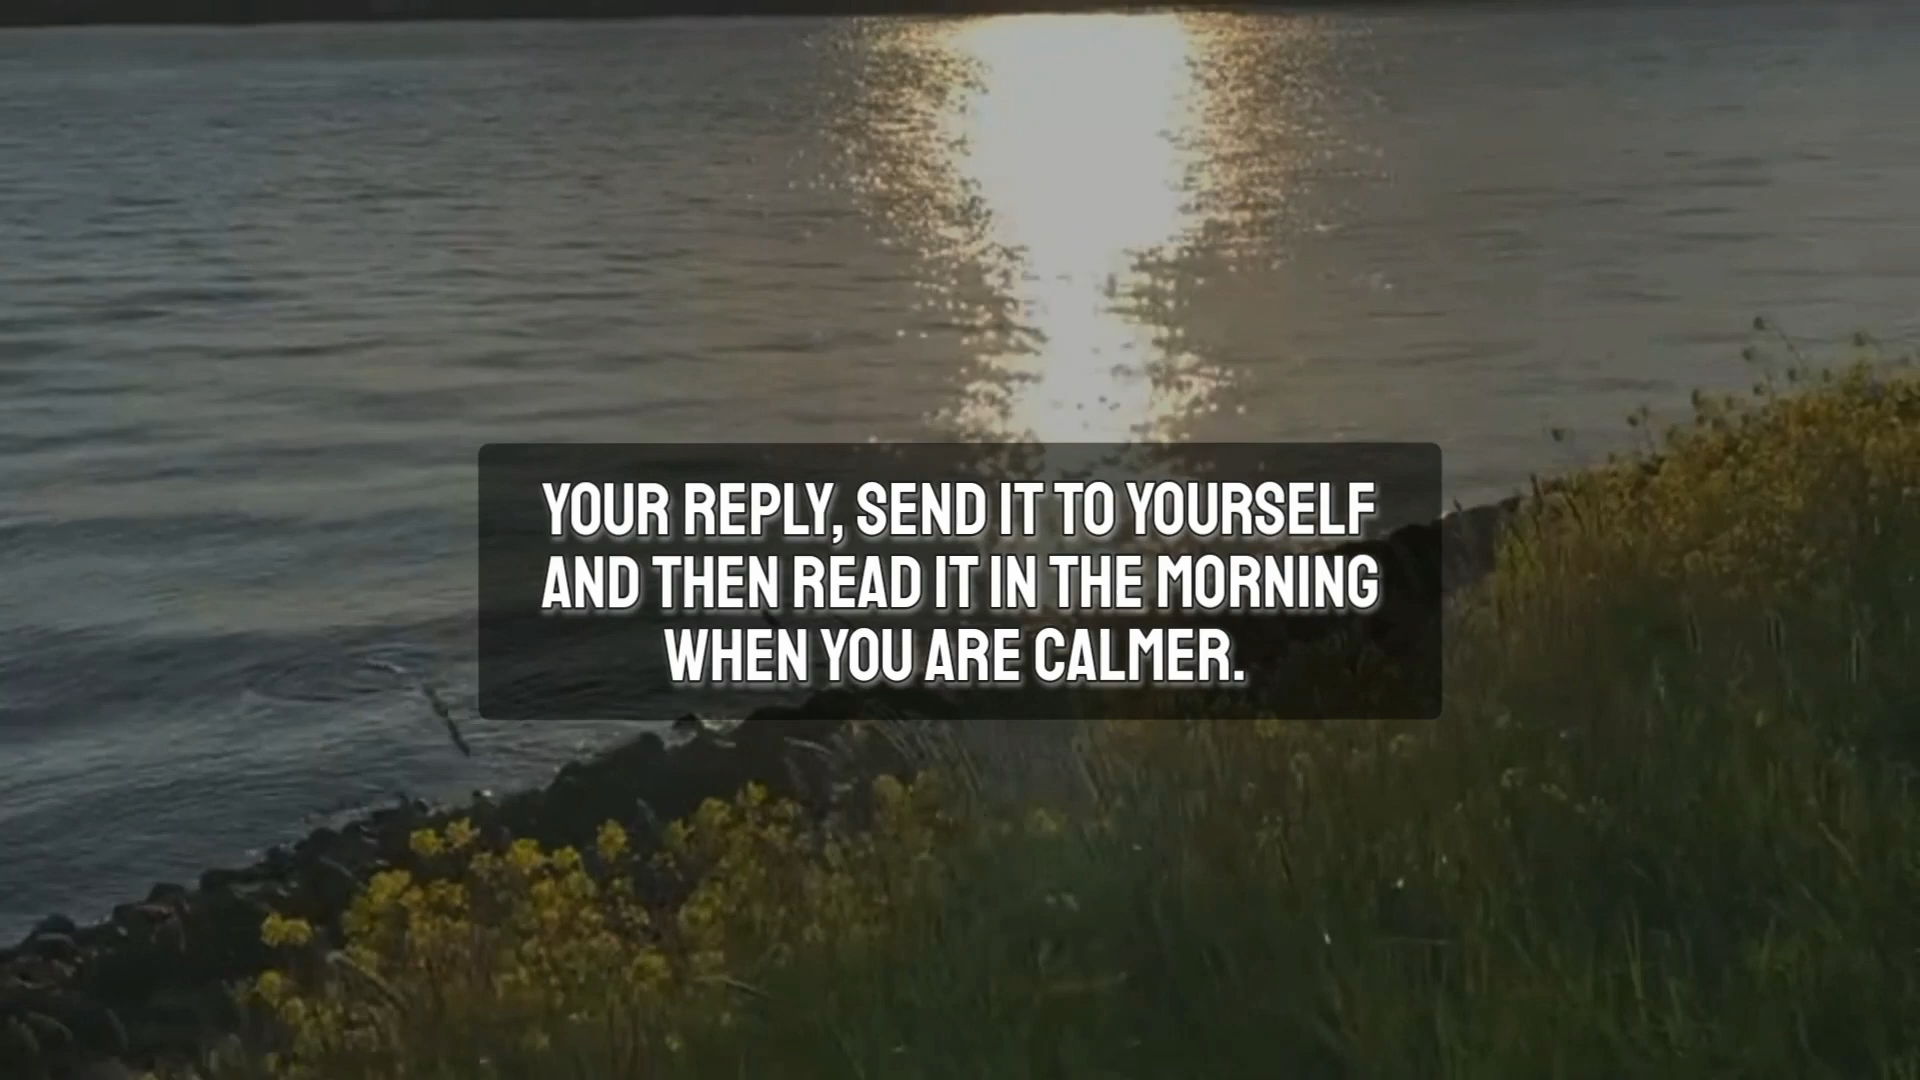 YOUR REPLY, SEND IT TO YOURSELF
AND THEN READ IT IN THE MORNING
WHEN YOU ARE CALMER.